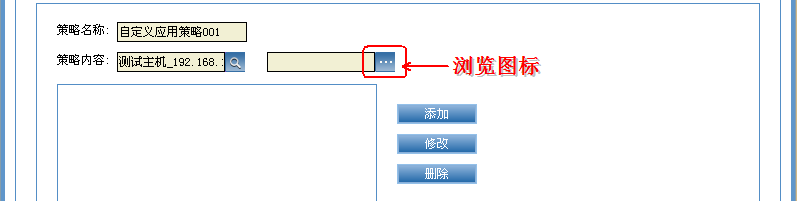 策略名称: 自定义应用策略001
策略内容: 测试主机_192.168. ... 浏览图标
添加
修改
删除